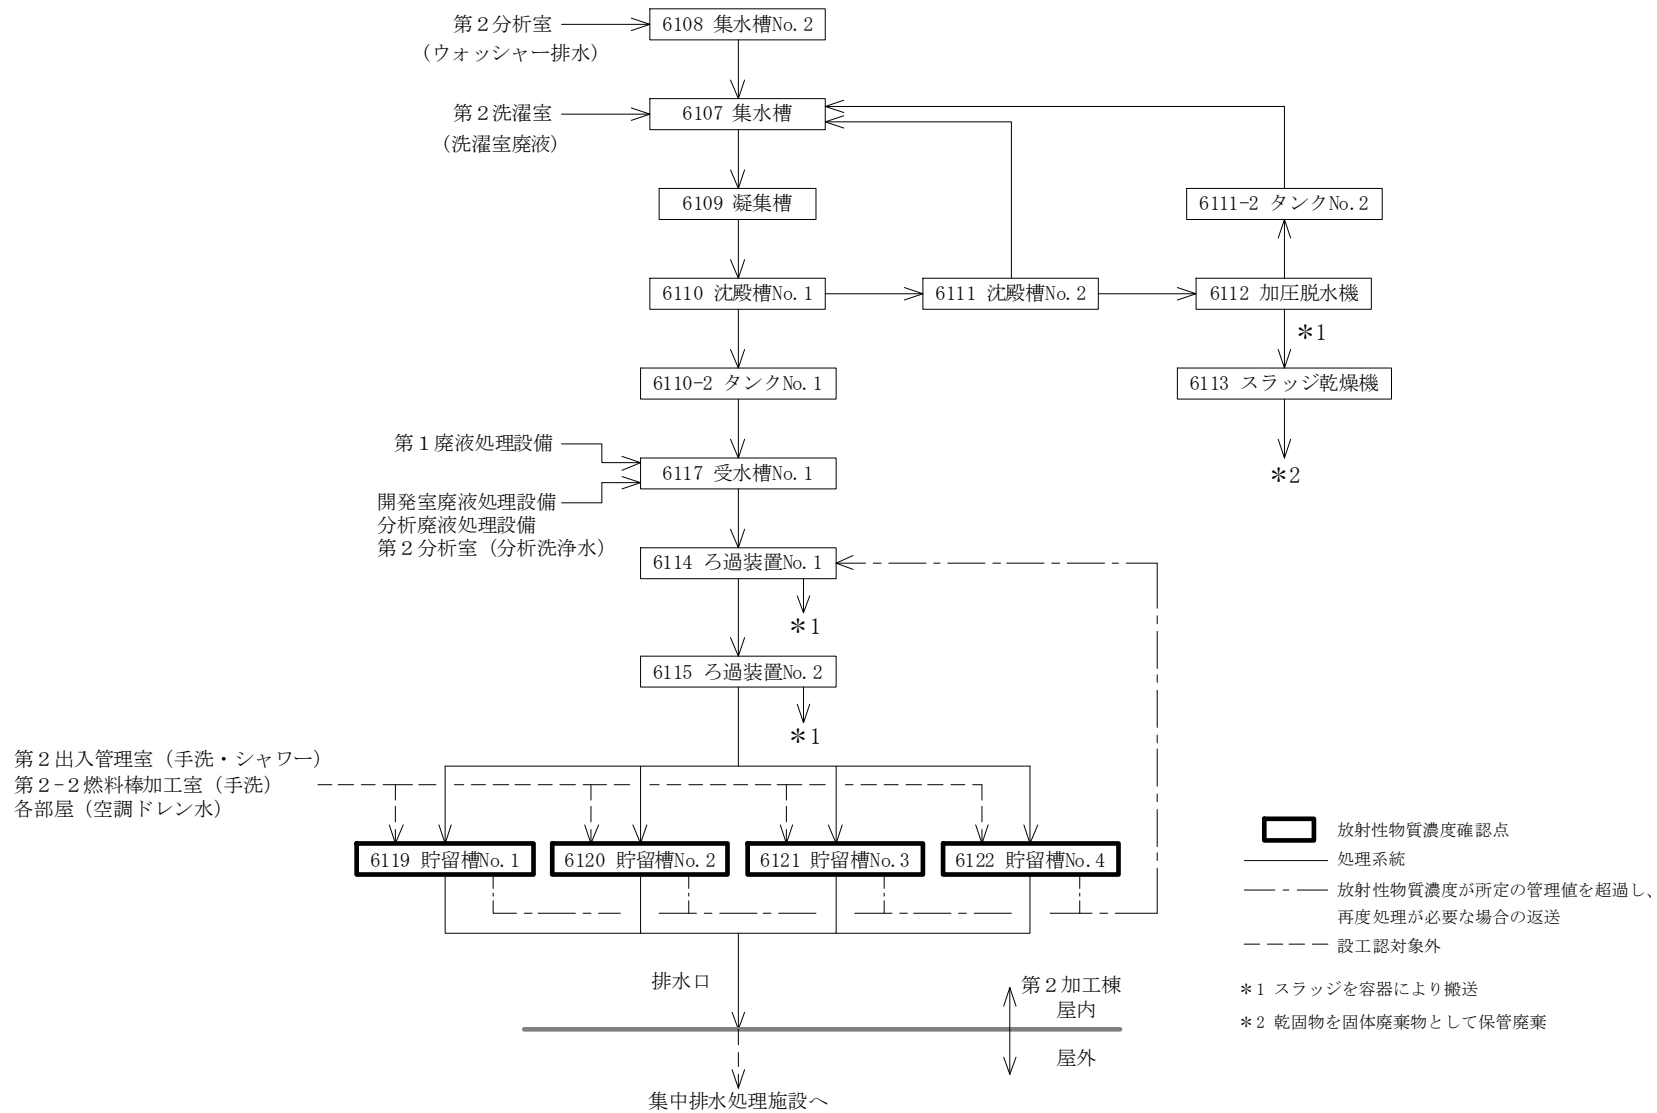 第２分析室
（ウォッシャー排水）
6108 集水槽No.2
第２洗濯室
（洗濯室廃液）
6107 集水槽
6109 凝集槽
6111-2 タンクNo.2
6110 沈殿槽No.1
6111 沈殿槽No.2
6112 加圧脱水機
＊1
6110-2 タンクNo.1
6113 スラッジ乾燥機
＊2
第１廃液処理設備
6117 受水槽No.1
開発室廃液処理設備
分析廃液処理設備
第２分析室（分析洗浄水）
6114 ろ過装置No.1
＊1
6115 ろ過装置No.2
＊1
第２出入管理室（手洗・シャワー）
第２-２燃料棒加工室（手洗）
各部屋（空調ドレン水）
6119 貯留槽No.1
6120 貯留槽No.2
6121 貯留槽No.3
6122 貯留槽No.4
排水口
第２加工棟
屋内
屋外
集中排水処理施設へ
放射性物質濃度確認点
処理系統
放射性物質濃度が所定の管理値を超過し、
再度処理が必要な場合の返送
設工認対象外
＊1 スラッジを容器により搬送
＊2 乾固物を固体廃棄物として保管廃棄